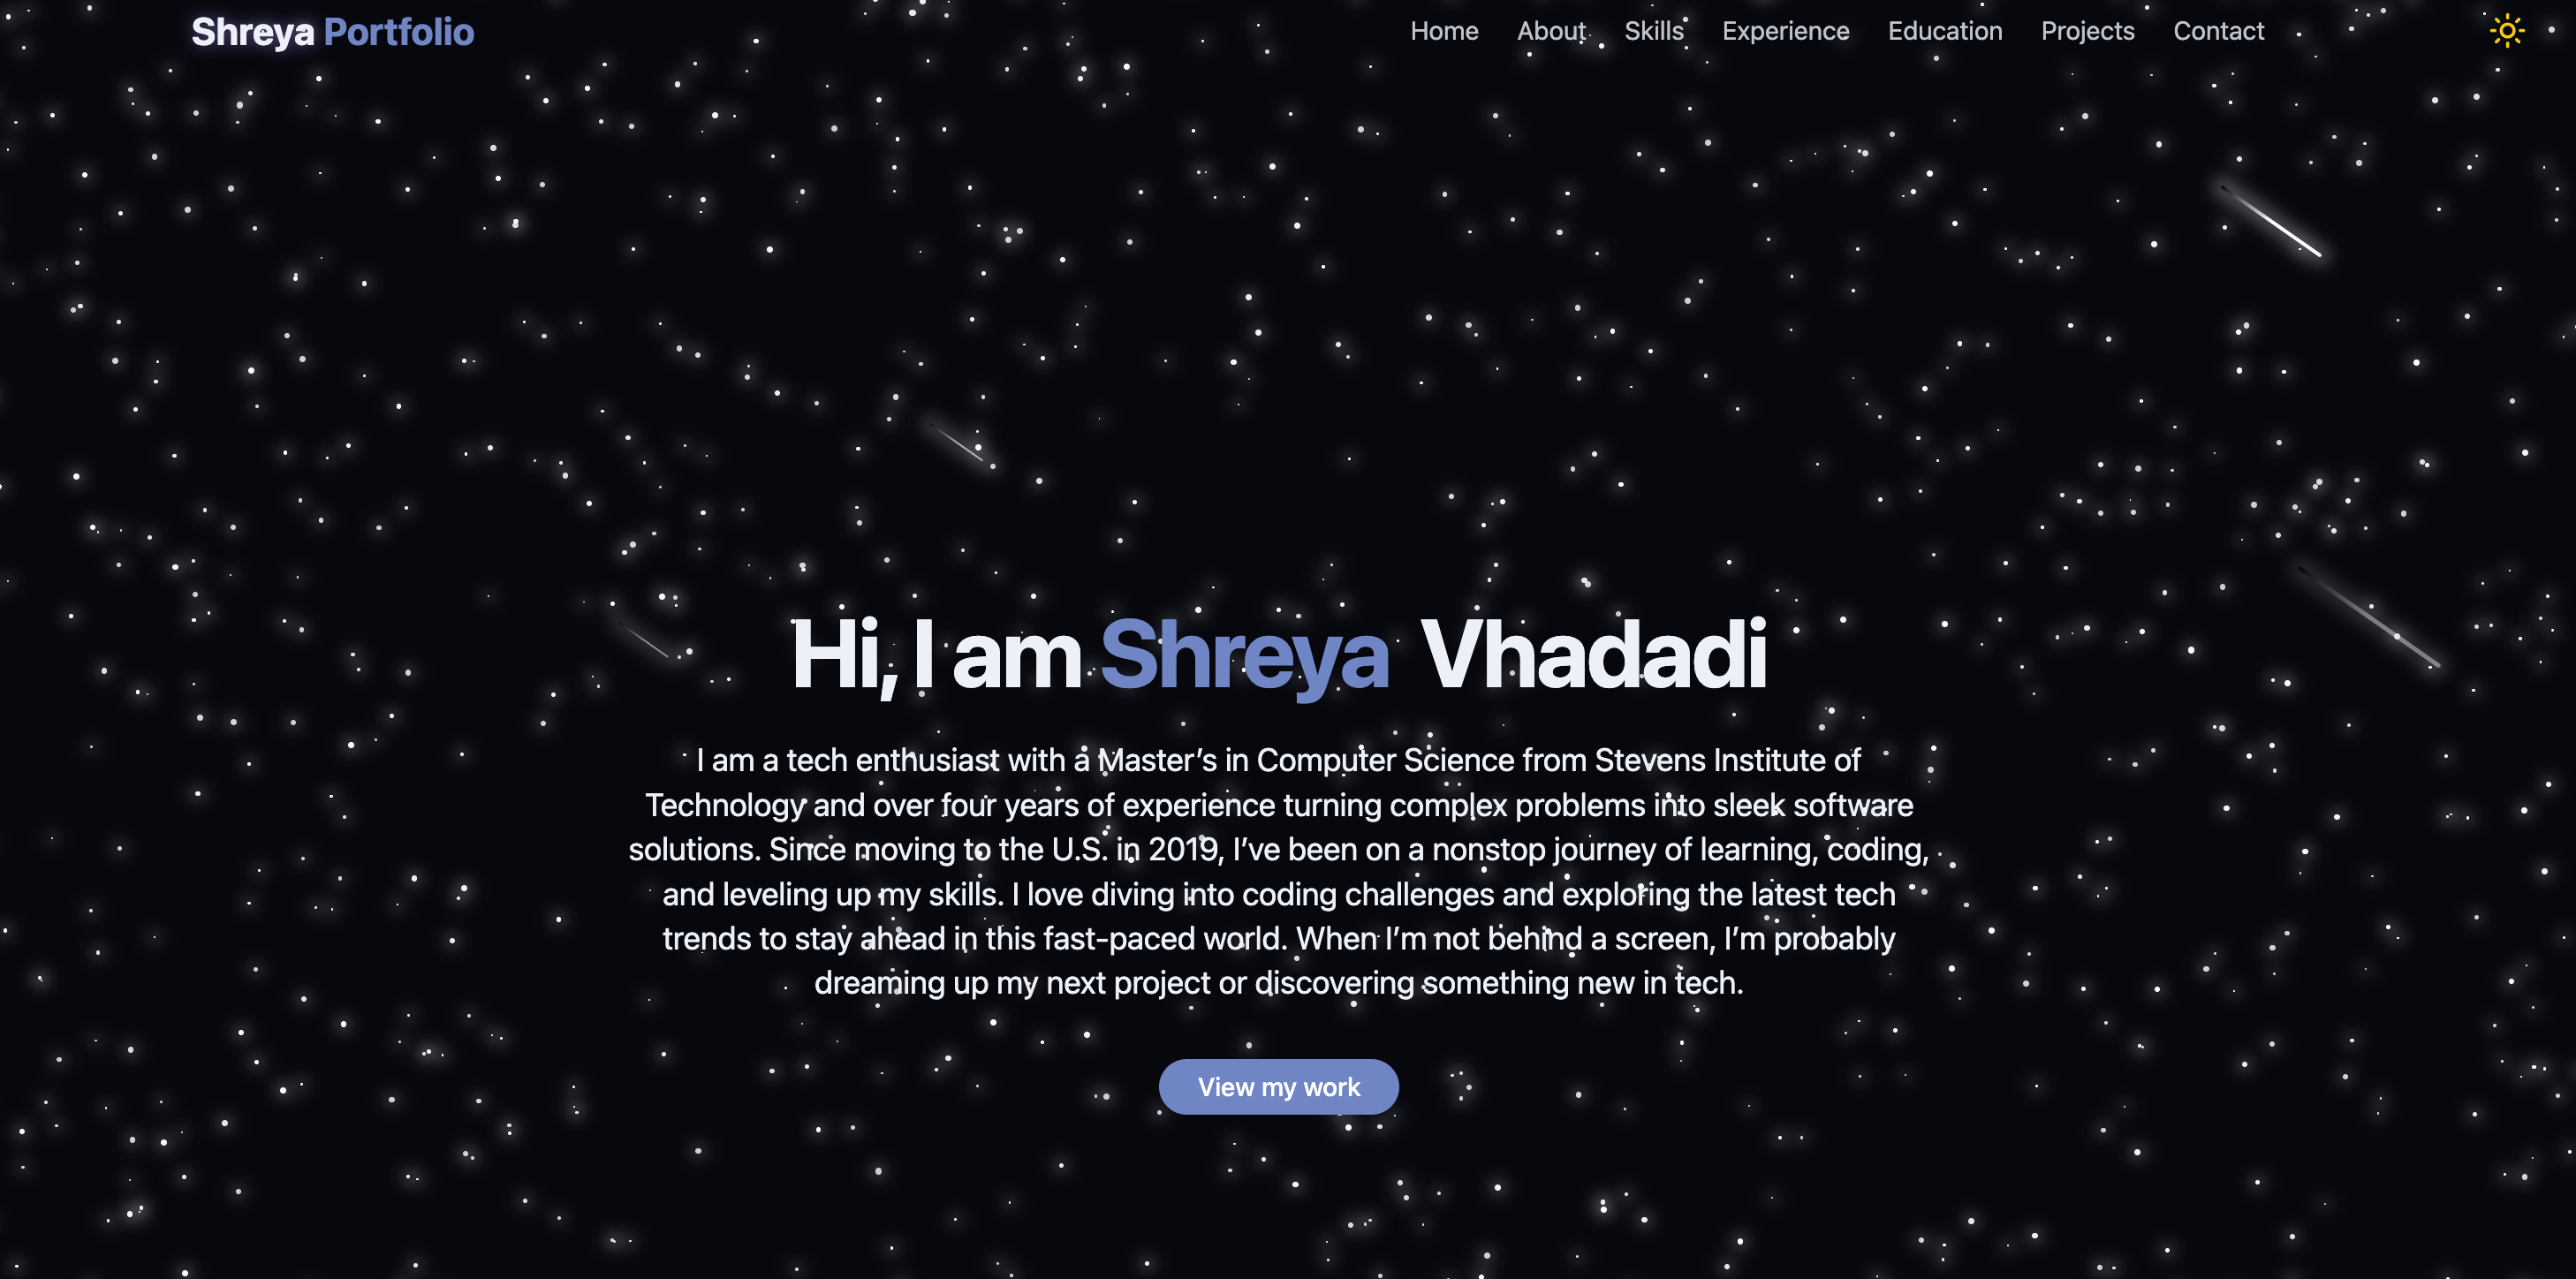 Shreya Portfolio
Home About Skills Experience Education Projects Contact
Hi, I am Shreya Vhadadi
I am a tech enthusiast with a Master’s in Computer Science from Stevens Institute of
Technology and over four years of experience turning complex problems into sleek software
solutions. Since moving to the U.S. in 2019, I’ve been on a nonstop journey of learning, coding,
and leveling up my skills. I love diving into coding challenges and exploring the latest tech
trends to stay ahead in this fast-paced world. When I’m not behind a screen, I’m probably
dreaming up my next project or discovering something new in tech.
View my work